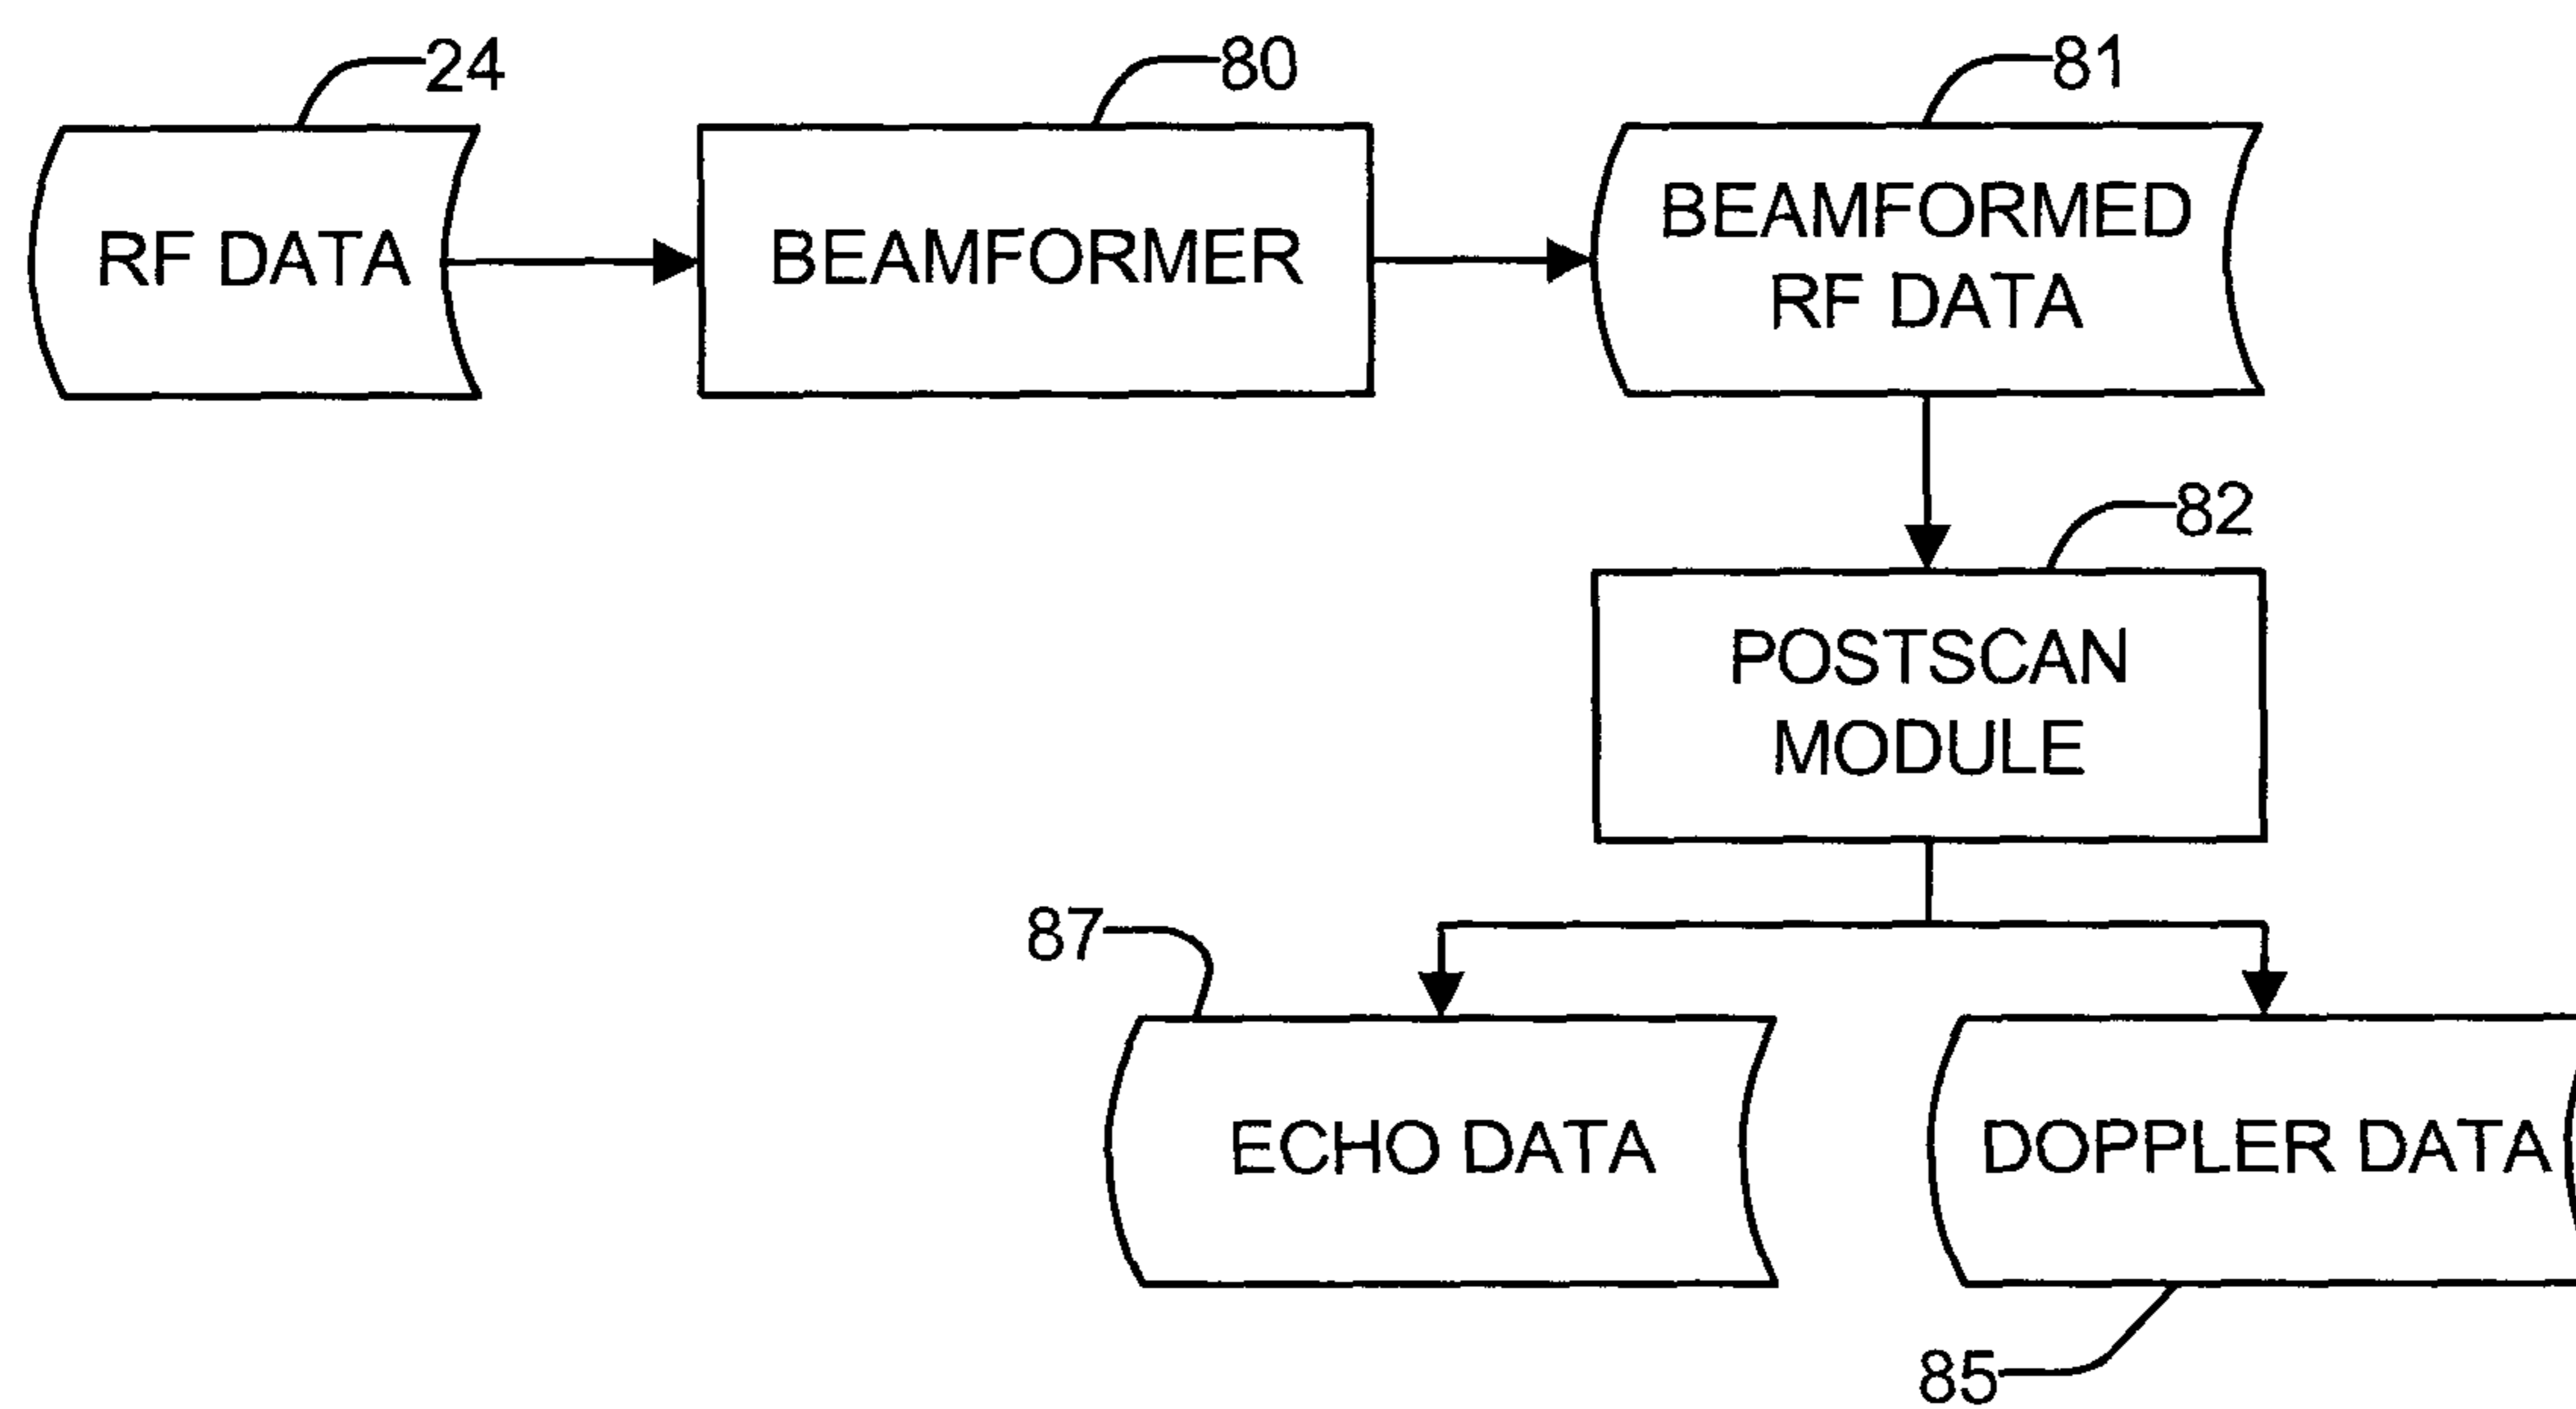 24
80
81
RF DATA
BEAMFORMER
BEAMFORMED
RF DATA
82
POSTSCAN
MODULE
87
ECHO DATA
DOPPLER DATA
85